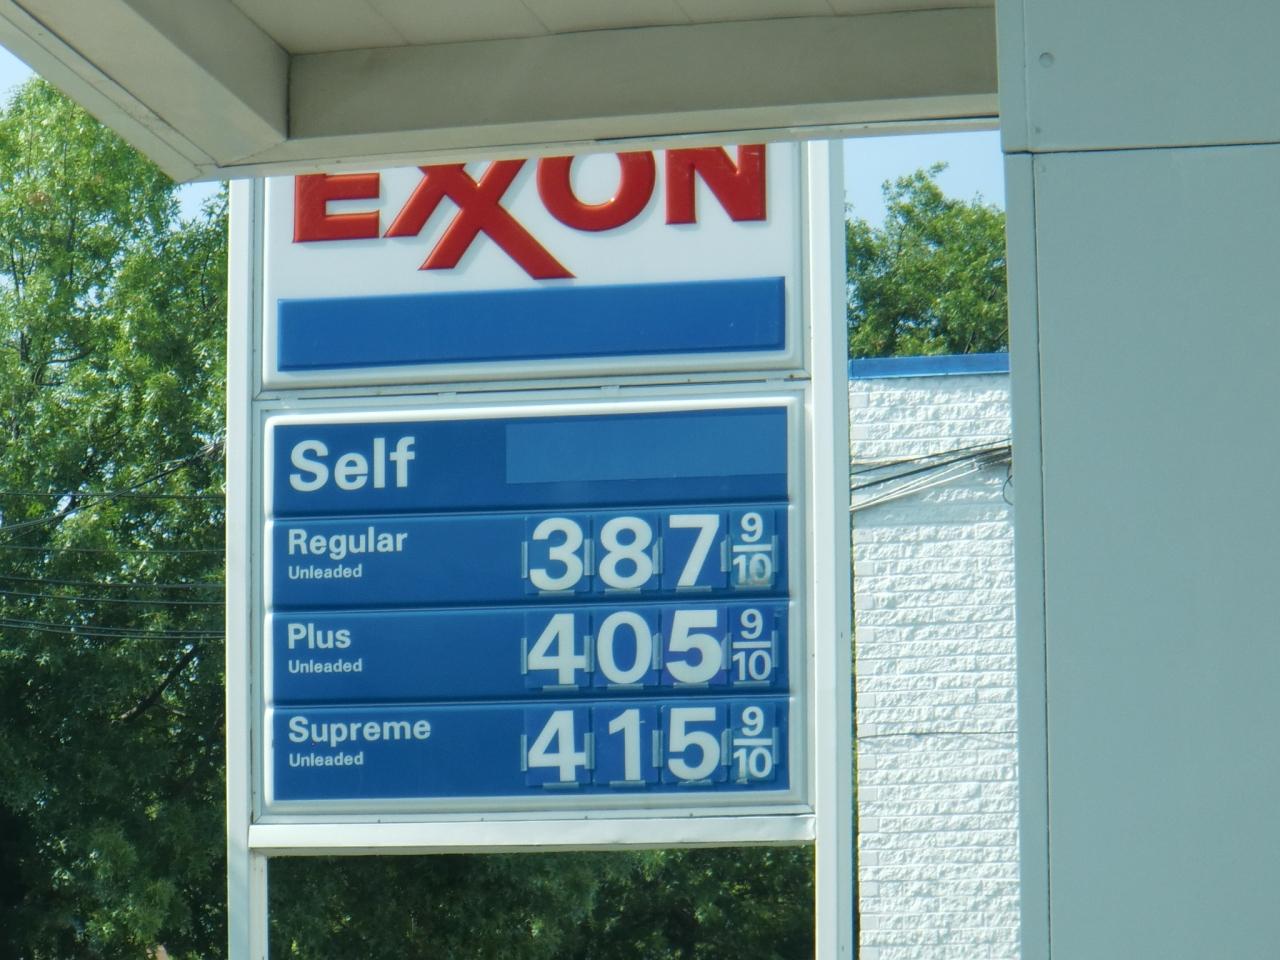 EXXON
Self
Regular 387 9/10
Unleaded
Plus 405 9/10
Unleaded
Supreme 415 9/10
Unleaded